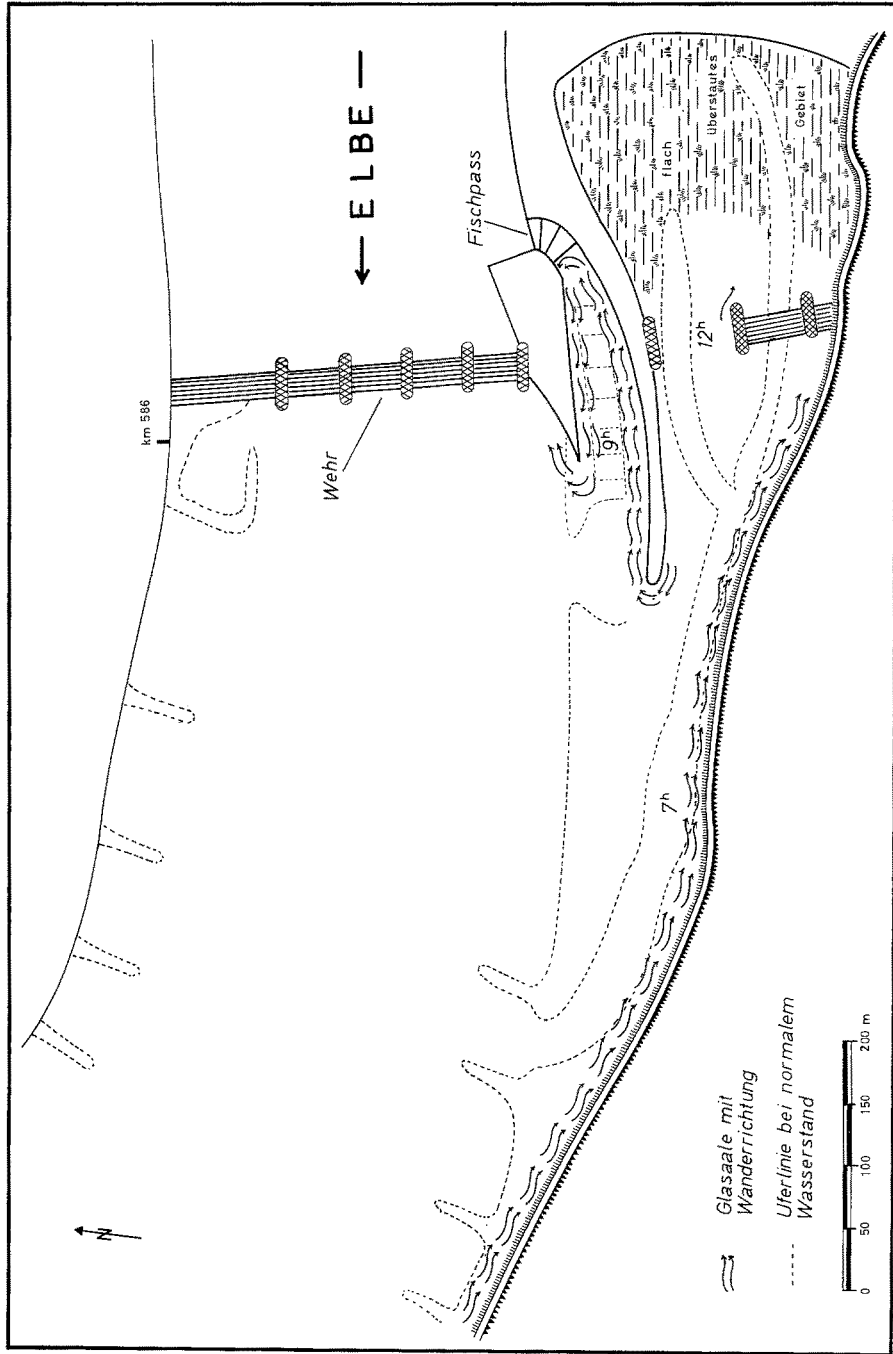 ← E L B E —
Fischpass
km 586
Wehr
flach
überstautes
Gebiet
12h
9h
7h
N
Glasaale mit
Wanderrichtung
Uferlinie bei normalem
Wasserstand
0 50 100 150 200 m